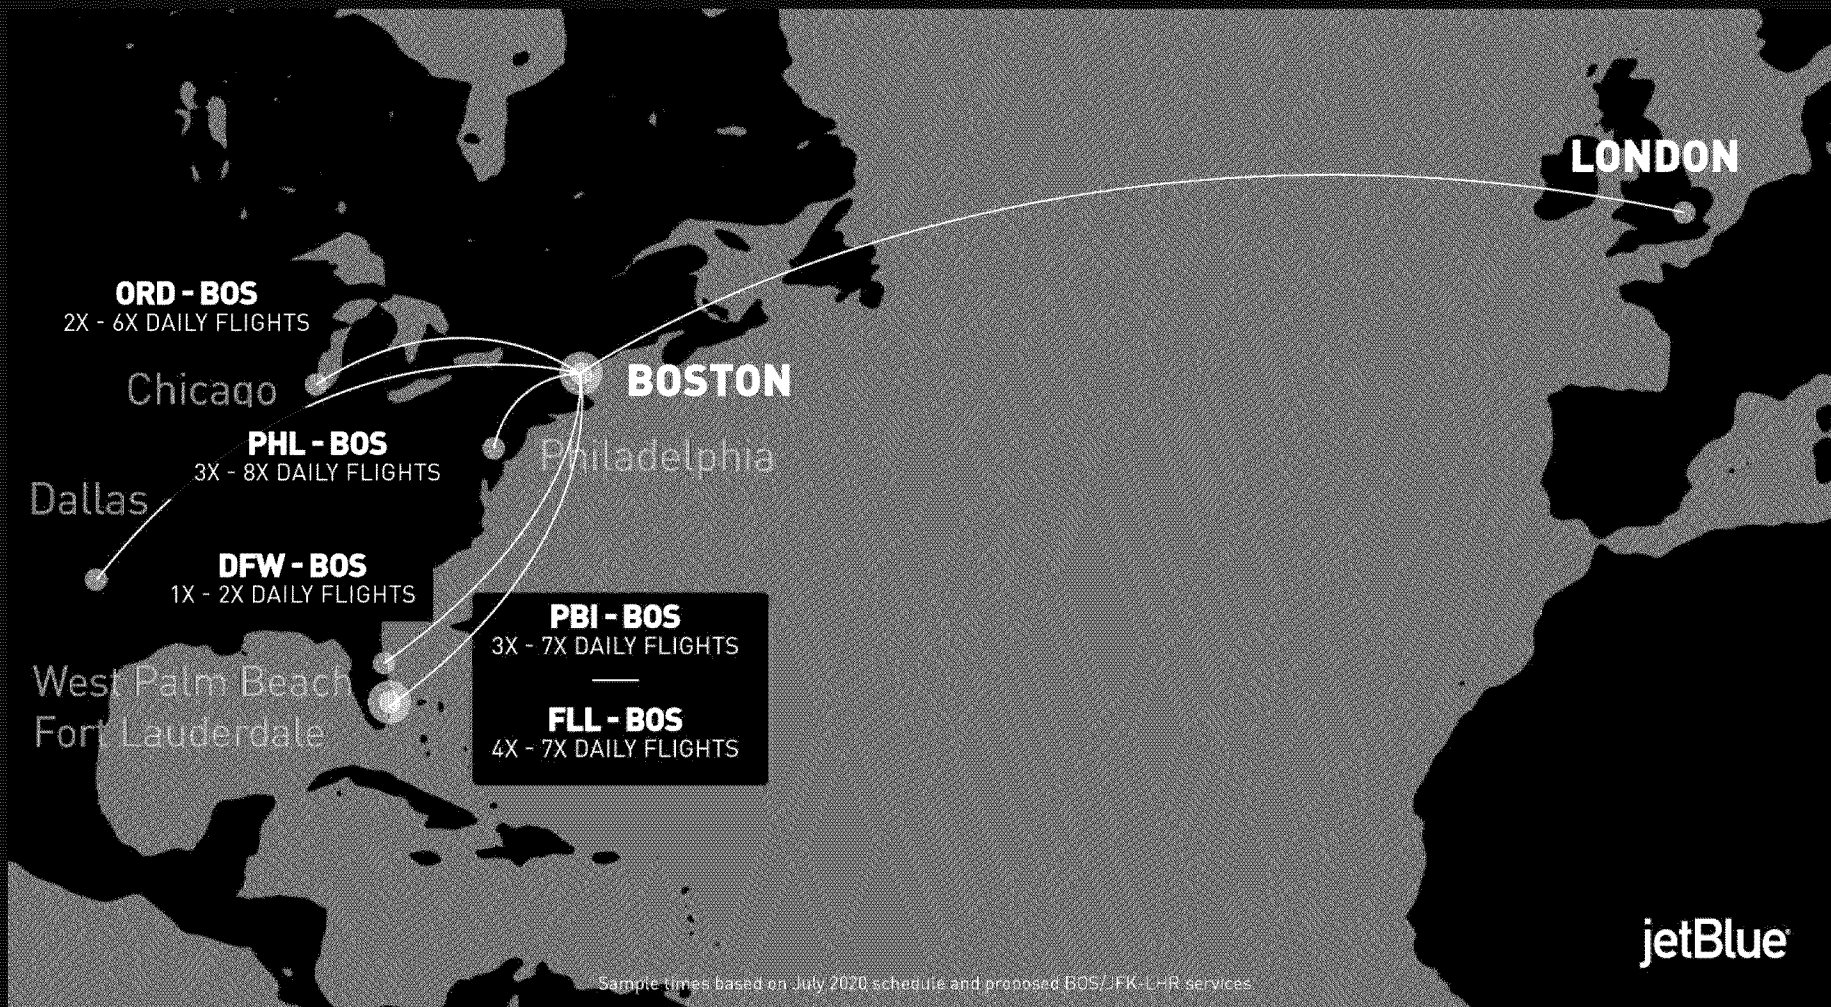 LONDON
ORD - BOS
2X - 6X DAILY FLIGHTS
Chicago
BOSTON
PHL - BOS
3X - 8X DAILY FLIGHTS
Philadelphia
Dallas
DFW - BOS
1X - 2X DAILY FLIGHTS
PBI - BOS
3X - 7X DAILY FLIGHTS
West Palm Beach
Fort Lauderdale
FLL - BOS
4X - 7X DAILY FLIGHTS
jetBlue
Sample times based on July 2020 schedule and proposed BOS/JFK-LHR services